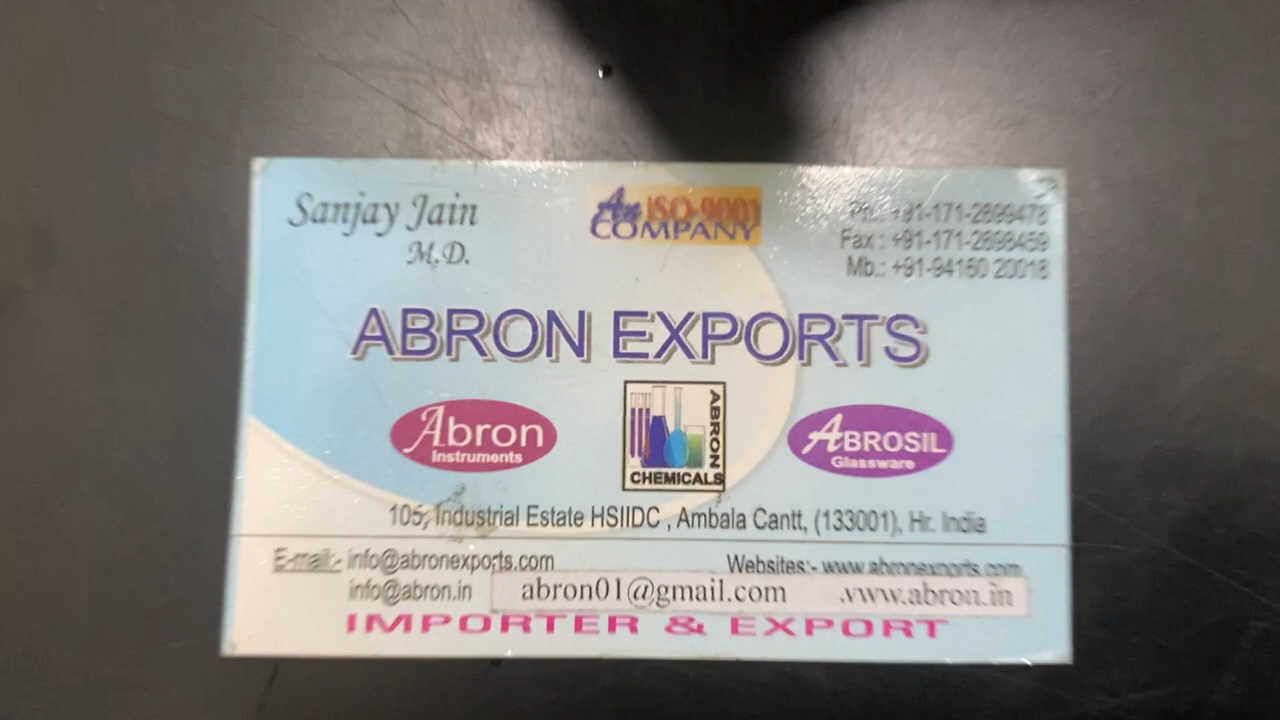 Sanjay Jain
M.D.
An ISO-9001
COMPANY
Ph.: +91-171-2699478
Fax : +91-171-2698459
Mb.: +91-94160 20018
ABRON EXPORTS
Abron
Instruments
ABRON
CHEMICALS
ABROSIL
Glassware
105, Industrial Estate HSIIDC , Ambala Cantt, (133001), Hr. India
E-mail:- info@abronexports.com
Websites:- www.abronexports.com
info@abron.in
abron01@gmail.com
.www.abron.in
IMPORTER & EXPORT